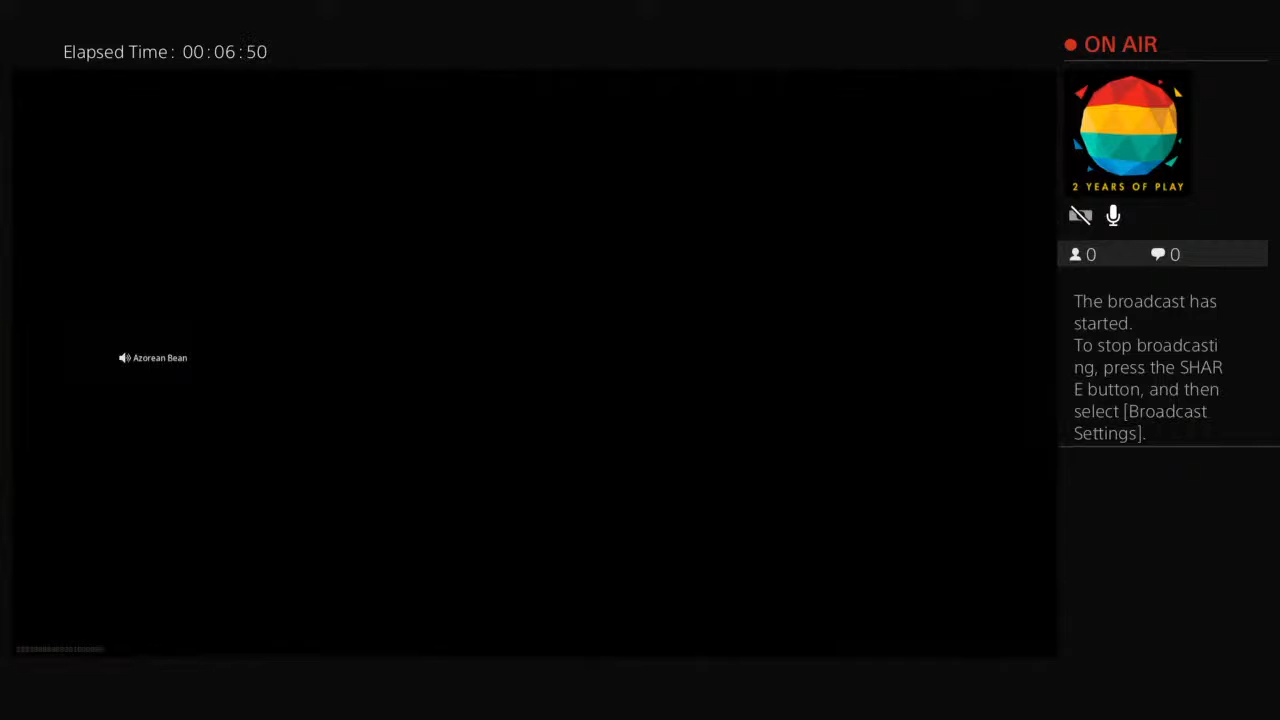 Elapsed Time: 00:06:50
ON AIR
2 YEARS OF PLAY
0 0
The broadcast has
started.
To stop broadcasti
ng, press the SHAR
E button, and then
select [Broadcast
Settings].
Azorean Bean